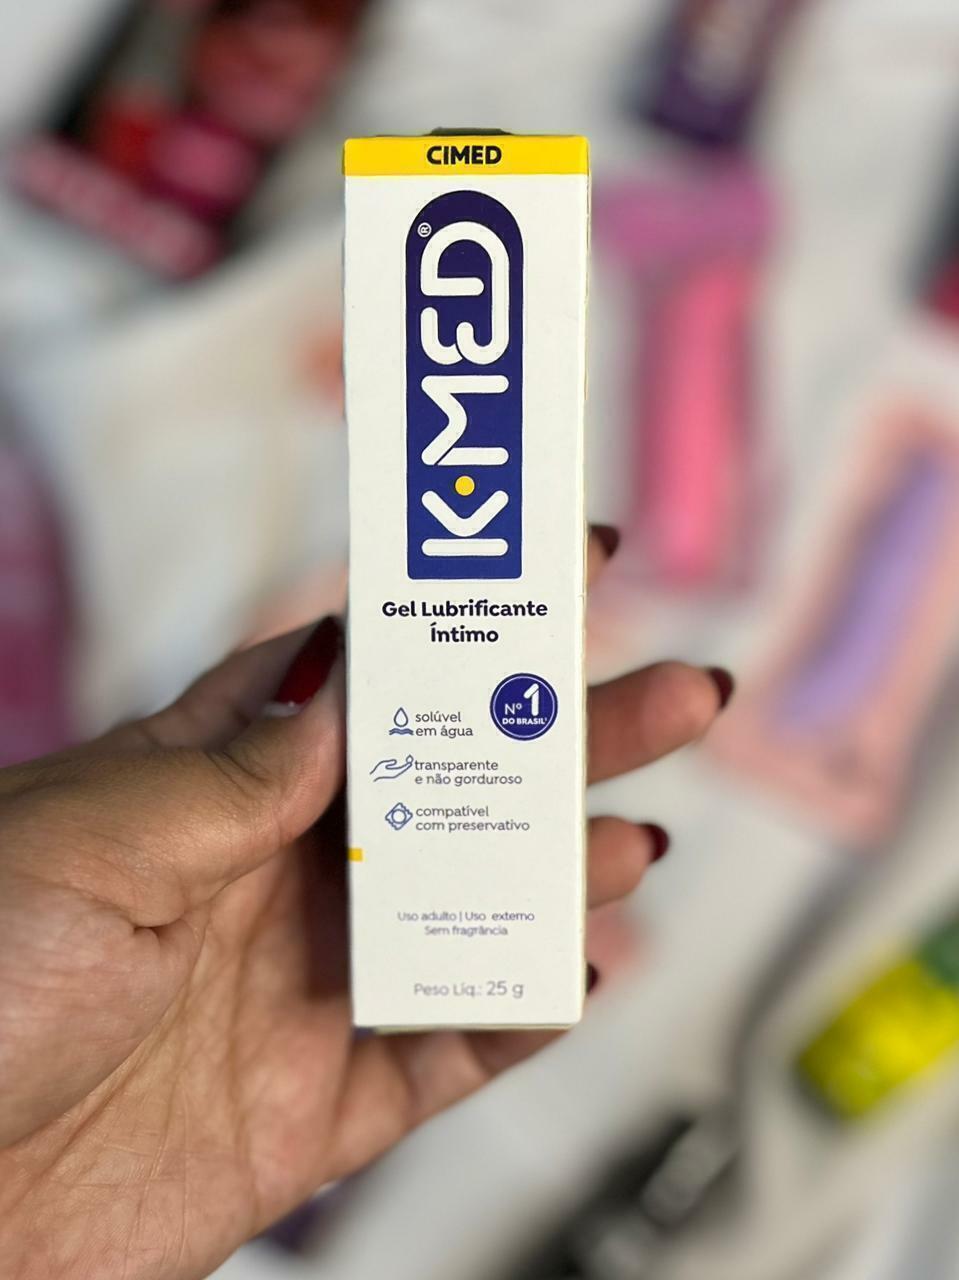 CIMED
K·MED®
Gel Lubrificante
Íntimo
Nº 1
DO BRASIL¹
solúvel
em água
transparente
e não gorduroso
compatível
com preservativo
Uso adulto | Uso externo
Sem fragrância
Peso Líq.: 25 g